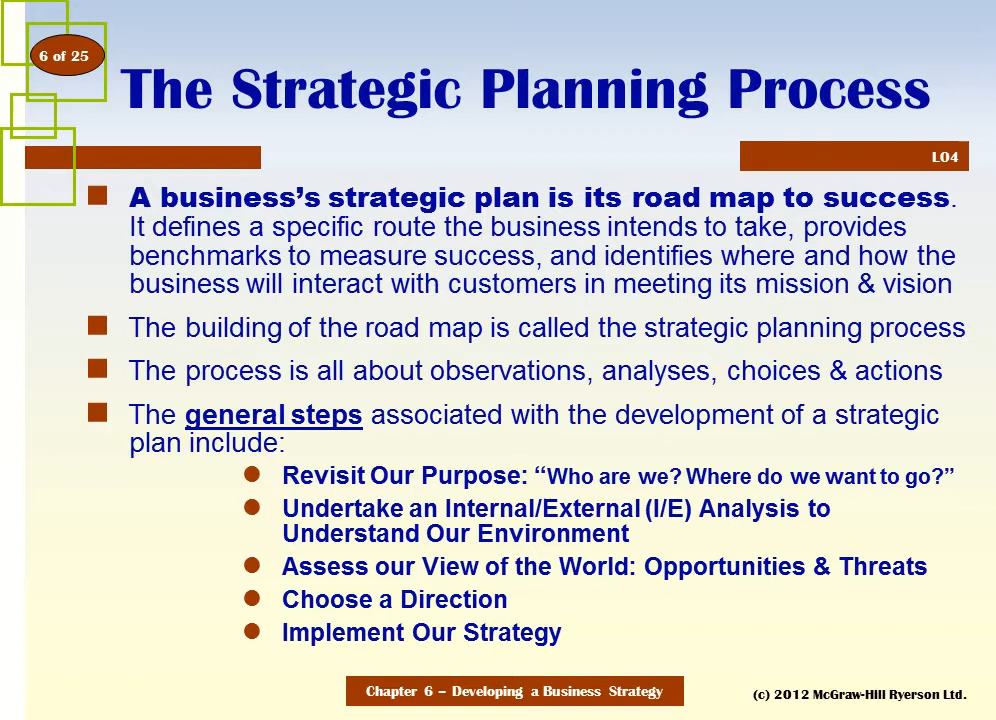 6 of 25
The Strategic Planning Process
LO4
A business’s strategic plan is its road map to success.
It defines a specific route the business intends to take, provides
benchmarks to measure success, and identifies where and how the
business will interact with customers in meeting its mission & vision
The building of the road map is called the strategic planning process
The process is all about observations, analyses, choices & actions
The general steps associated with the development of a strategic
plan include:
Revisit Our Purpose: “Who are we? Where do we want to go?”
Undertake an Internal/External (I/E) Analysis to
Understand Our Environment
Assess our View of the World: Opportunities & Threats
Choose a Direction
Implement Our Strategy
Chapter 6 – Developing a Business Strategy
(c) 2012 McGraw-Hill Ryerson Ltd.